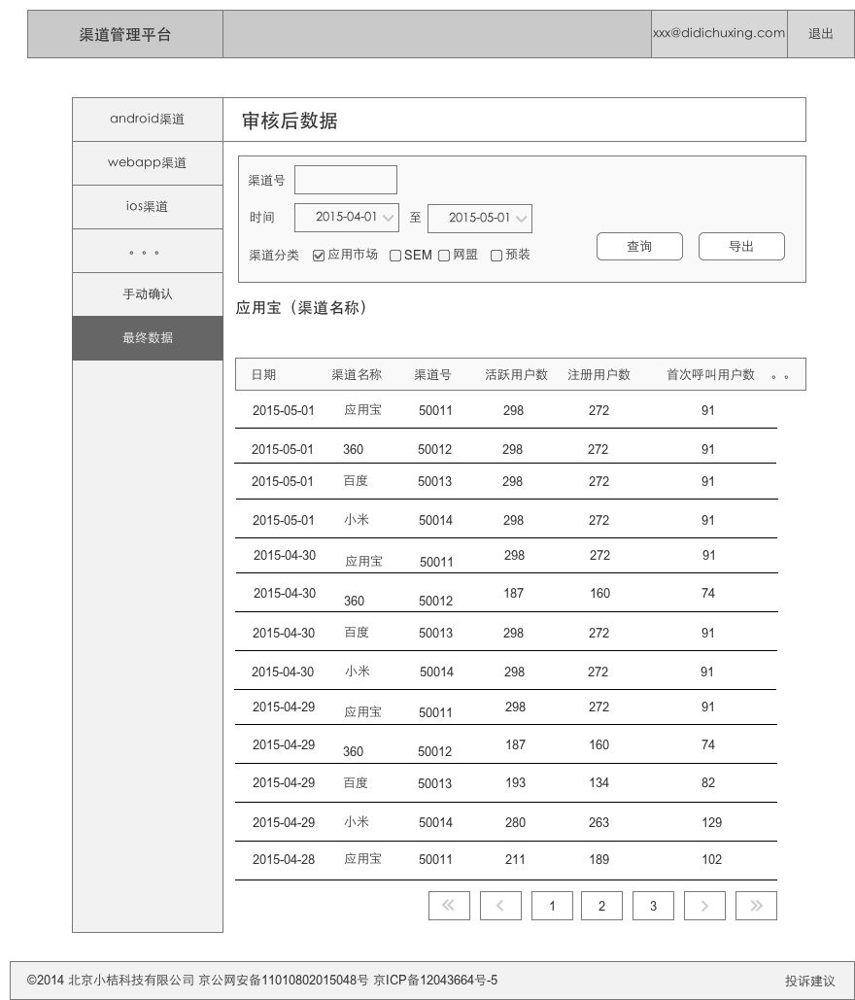 渠道管理平台 xxx@didichuxing.com 退出
android渠道
webapp渠道
ios渠道
。。。
手动确认
最终数据
审核后数据
渠道号
时间 2015-04-01 至 2015-05-01
渠道分类 应用市场 SEM 网盟 预装 查询 导出
应用宝（渠道名称）
日期 渠道名称 渠道号 活跃用户数 注册用户数 首次呼叫用户数 。。
2015-05-01 应用宝 50011 298 272 91
2015-05-01 360 50012 298 272 91
2015-05-01 百度 50013 298 272 91
2015-05-01 小米 50014 298 272 91
2015-04-30 应用宝 50011 298 272 91
2015-04-30 360 50012 187 160 74
2015-04-30 百度 50013 298 272 91
2015-04-30 小米 50014 298 272 91
2015-04-29 应用宝 50011 298 272 91
2015-04-29 360 50012 187 160 74
2015-04-29 百度 50013 193 134 82
2015-04-29 小米 50014 280 263 129
2015-04-28 应用宝 50011 211 189 102
1 2 3
©2014 北京小桔科技有限公司 京公网安备11010802015048号 京ICP备12043664号-5 投诉建议